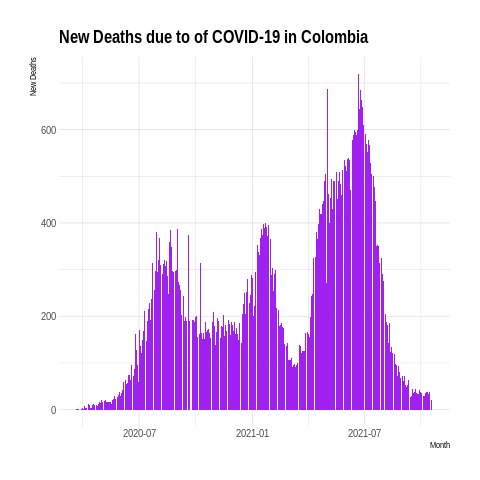 New Deaths due to of COVID-19 in Colombia
New Deaths
600
400
200
0
2020-07
2021-01
2021-07
Month